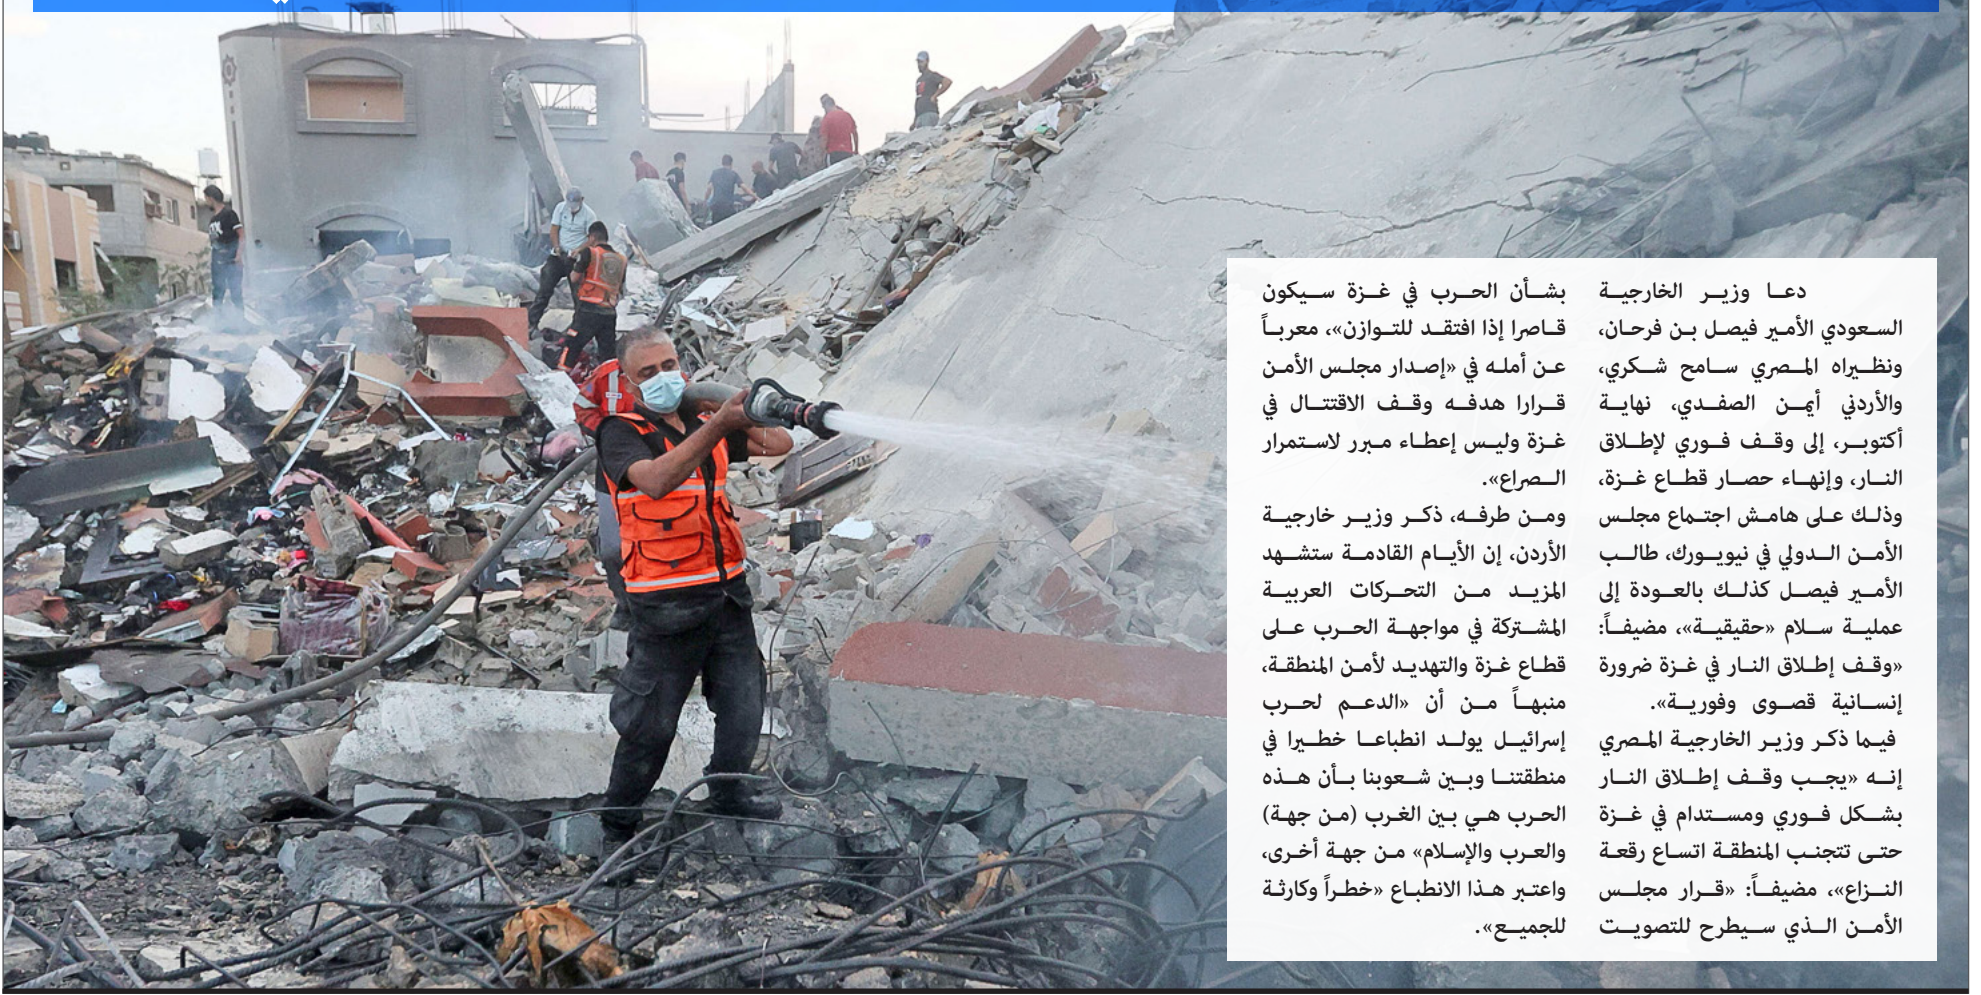 دعا وزير الخارجية
السعودي الأمير فيصل بن فرحان،
ونظيراه المصري سامح شكري،
والأردني أيمن الصفدي، نهاية
أكتوبر، إلى وقف فوري لإطلاق
النار، وإنهاء حصار قطاع غزة،
وذلك على هامش اجتماع مجلس
الأمن الدولي في نيويورك، طالب
الأمير فيصل كذلك بالعودة إلى
عملية سلام «حقيقية»، مضيفاً:
«وقف إطلاق النار في غزة ضرورة
إنسانية قصوى وفورية».
فيما ذكر وزير الخارجية المصري
إنه «يجب وقف إطلاق النار
بشكل فوري ومستدام في غزة
حتى تتجنب المنطقة اتساع رقعة
النزاع»، مضيفاً: «قرار مجلس
الأمن الذي سيطرح للتصويت
بشأن الحرب في غزة سيكون
قاصرا إذا افتقد للتوازن»، معرباً
عن أمله في «إصدار مجلس الأمن
قرارا هدفه وقف الاقتتال في
غزة وليس إعطاء مبرر لاستمرار
الصراع».
ومن طرفه، ذكر وزير خارجية
الأردن، إن الأيام القادمة ستشهد
المزيد من التحركات العربية
المشتركة في مواجهة الحرب على
قطاع غزة والتهديد لأمن المنطقة،
منبهاً من أن «الدعم لحرب
إسرائيل يولد انطباعا خطيرا في
منطقتنا وبين شعوبنا بأن هذه
الحرب هي بين الغرب (من جهة)
والعرب والإسلام» من جهة أخرى،
واعتبر هذا الانطباع «خطراً وكارثة
للجميع».